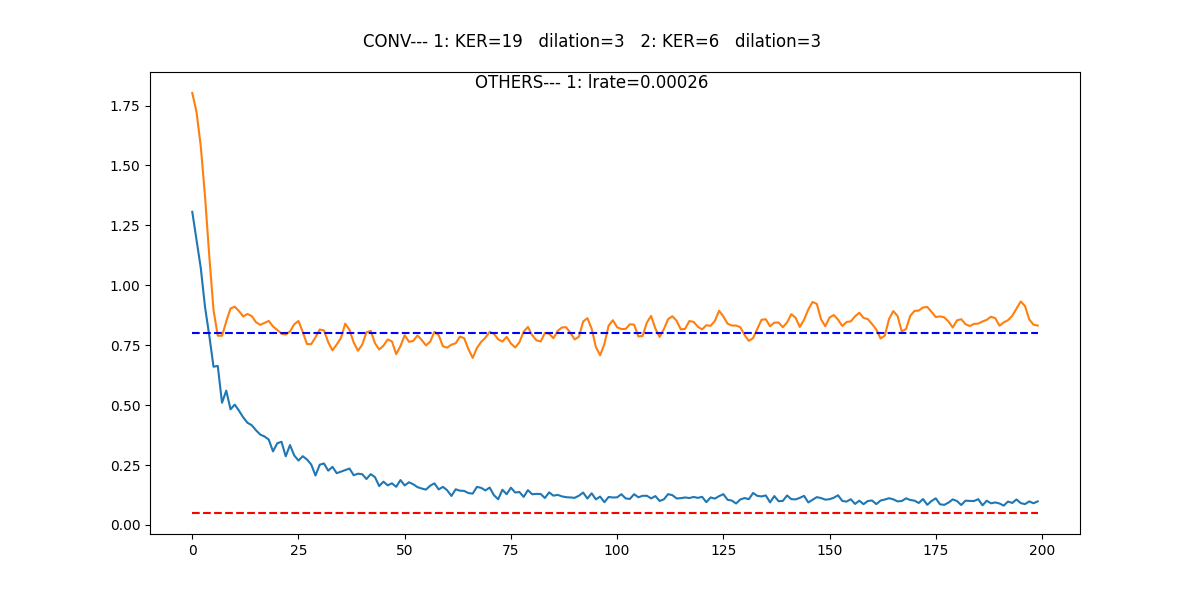 CONV--- 1: KER=19   dilation=3   2: KER=6   dilation=3
OTHERS--- 1: lrate=0.00026
1.75
1.50
1.25
1.00
0.75
0.50
0.25
0.00
0 25 50 75 100 125 150 175 200